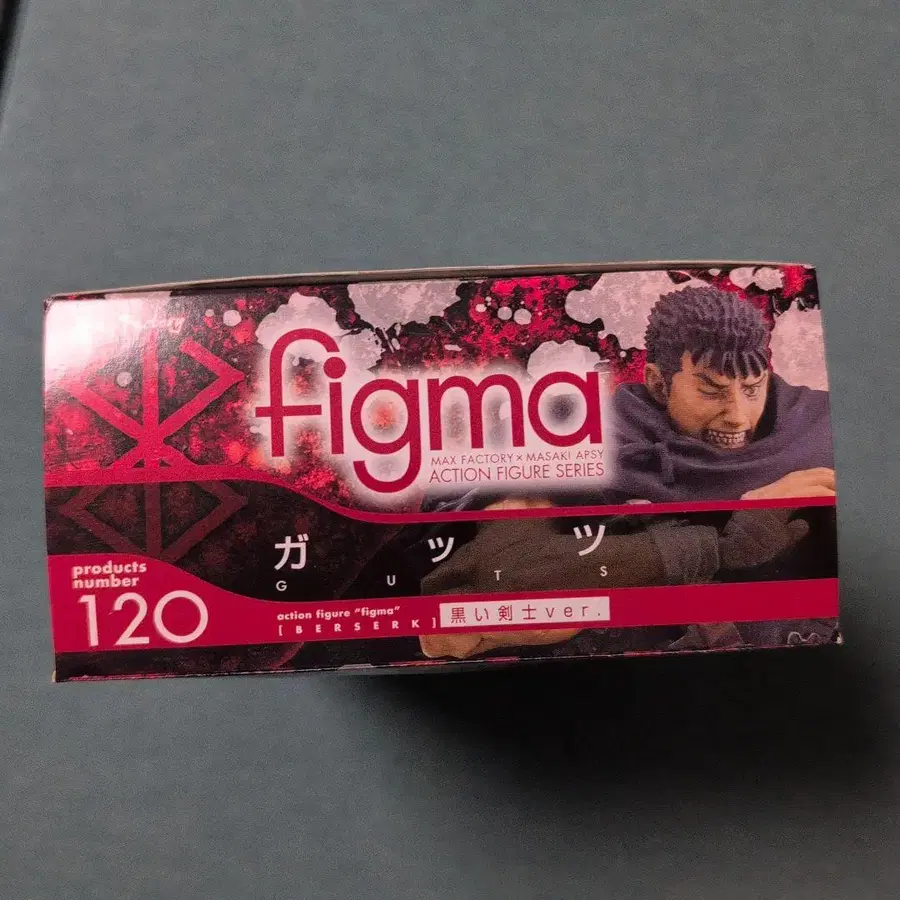 figma
MAX FACTORY × MASAKI APSY
ACTION FIGURE SERIES
ガッツ
GUTS
products
number
120
action figure "figma"
[BERSERK] 黒い剣士ver.